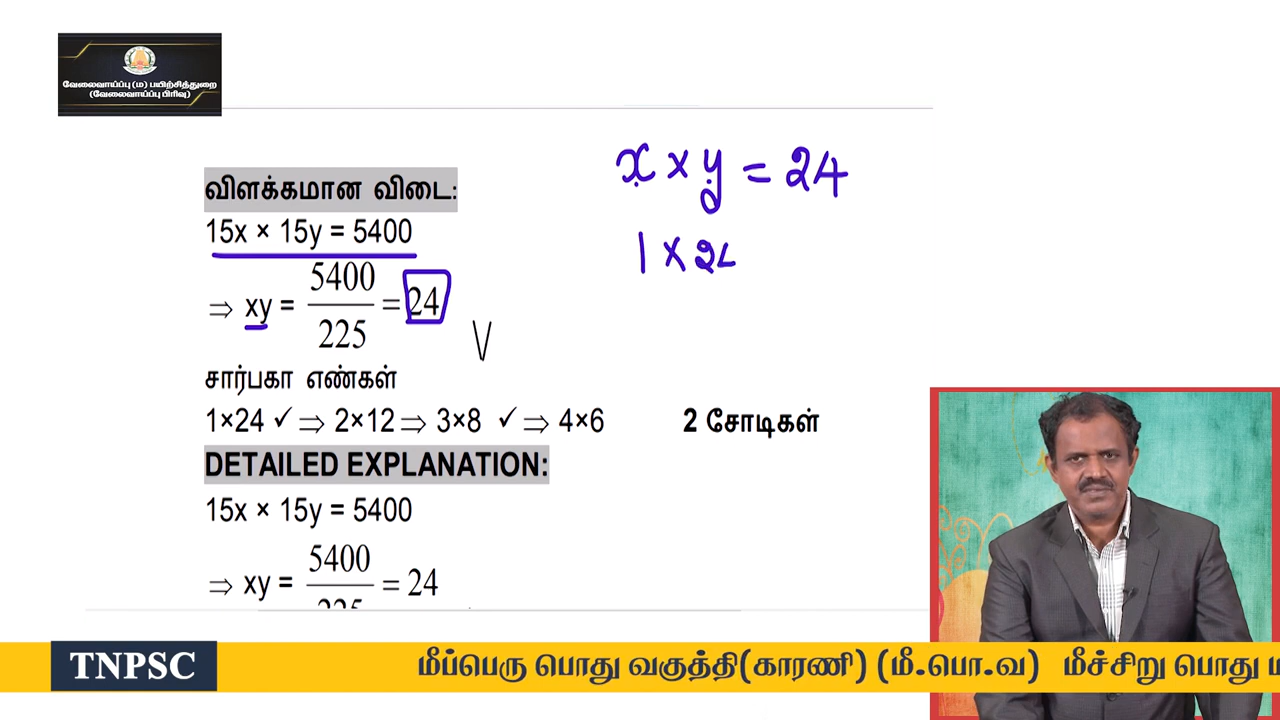 வேலைவாய்ப்பு (ம) பயிற்சித்துறை
(வேலைவாய்ப்பு பிரிவு)
விளக்கமான விடை:
15x × 15y = 5400
⇒ xy = 5400/225 = 24
சார்பகா எண்கள்
1×24 ✓ ⇒ 2×12 ⇒ 3×8 ✓ ⇒ 4×6 2 சோடிகள்
DETAILED EXPLANATION:
15x × 15y = 5400
⇒ xy = 5400/225 = 24
x × y = 24
1 × 24
TNPSC
மீப்பெரு பொது வகுத்தி(காரணி) (மீ.பொ.வ) மீச்சிறு பொது ம